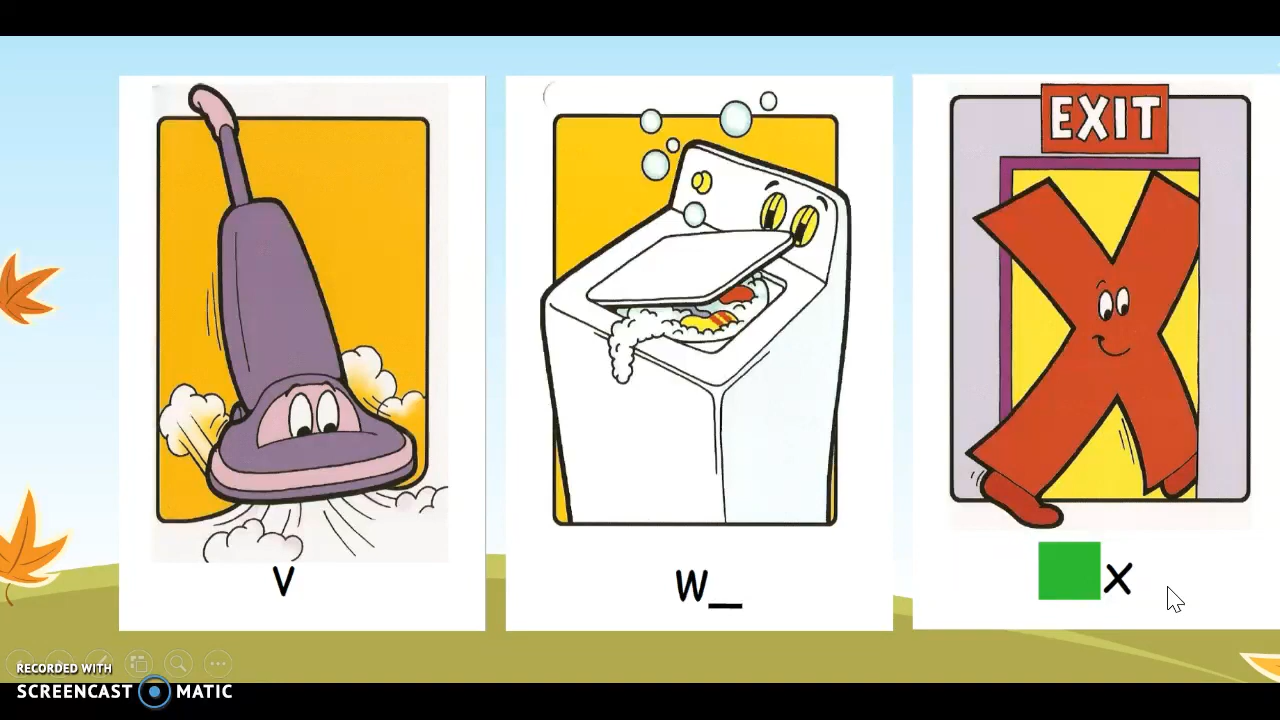 EXIT
v
w_
x
RECORDED WITH
SCREENCAST MATIC